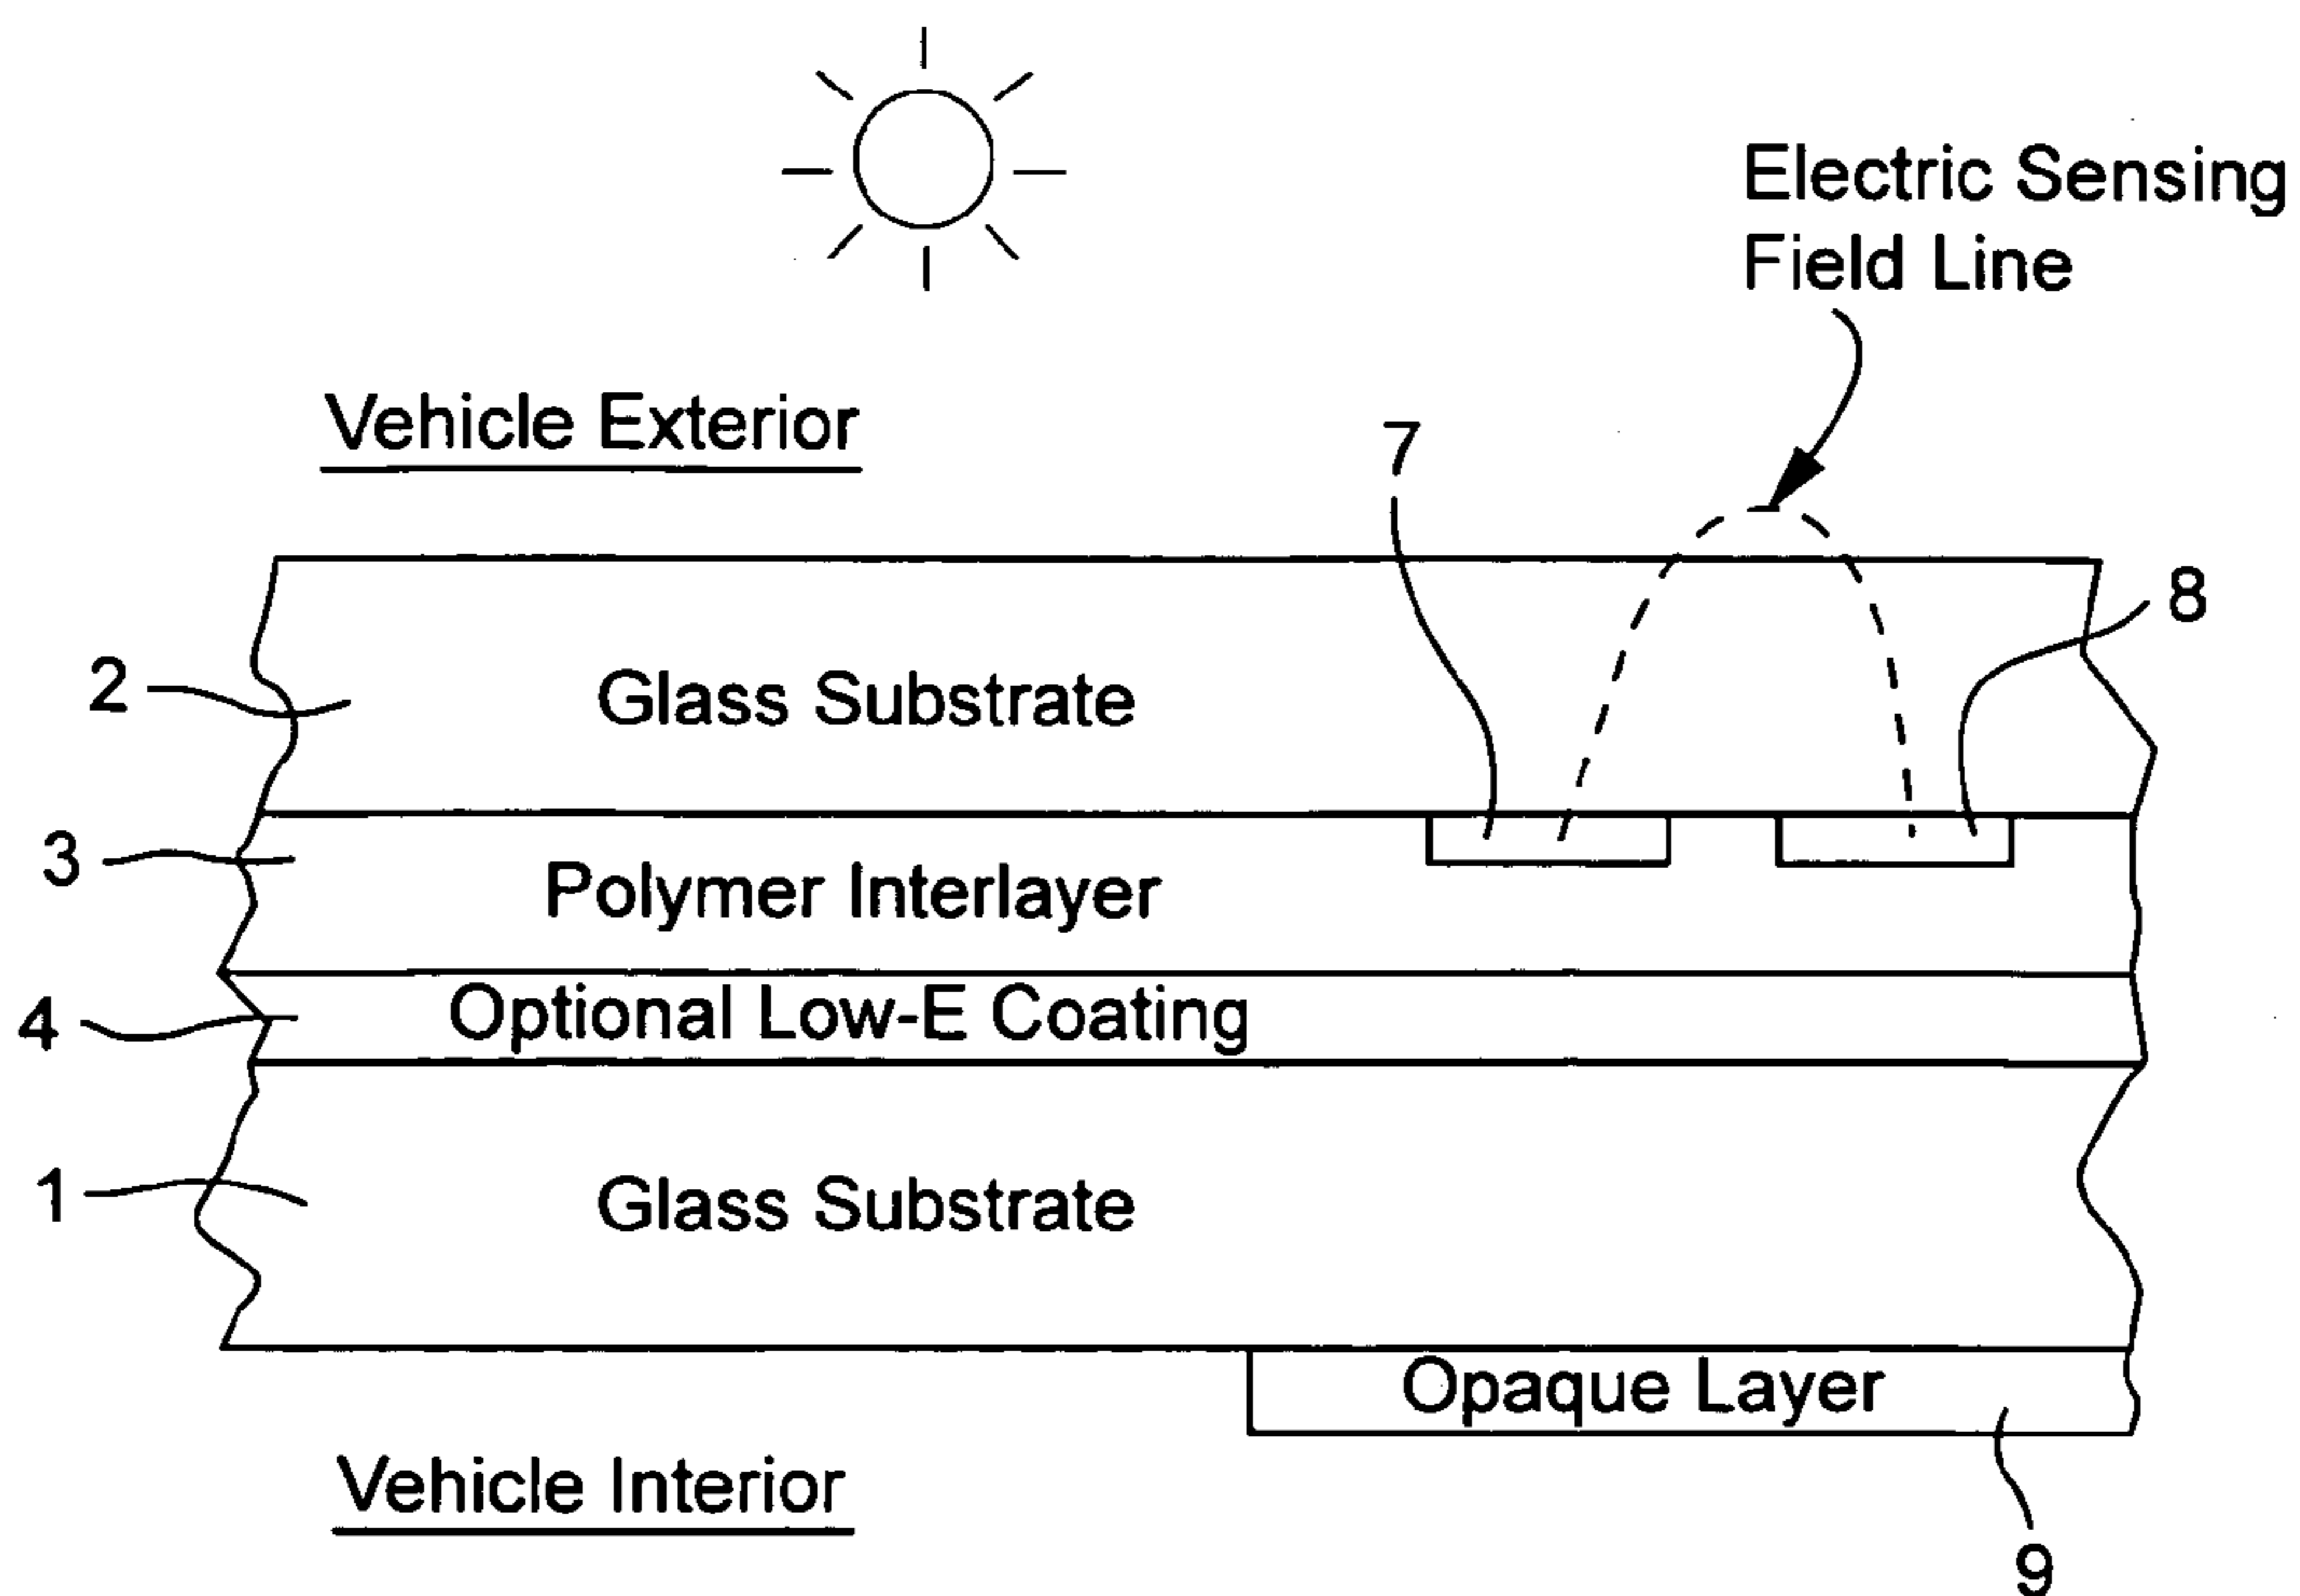 Electric Sensing
Field Line
Vehicle Exterior
7
8
2
Glass Substrate
3
Polymer Interlayer
4
Optional Low-E Coating
1
Glass Substrate
Opaque Layer
Vehicle Interior
9